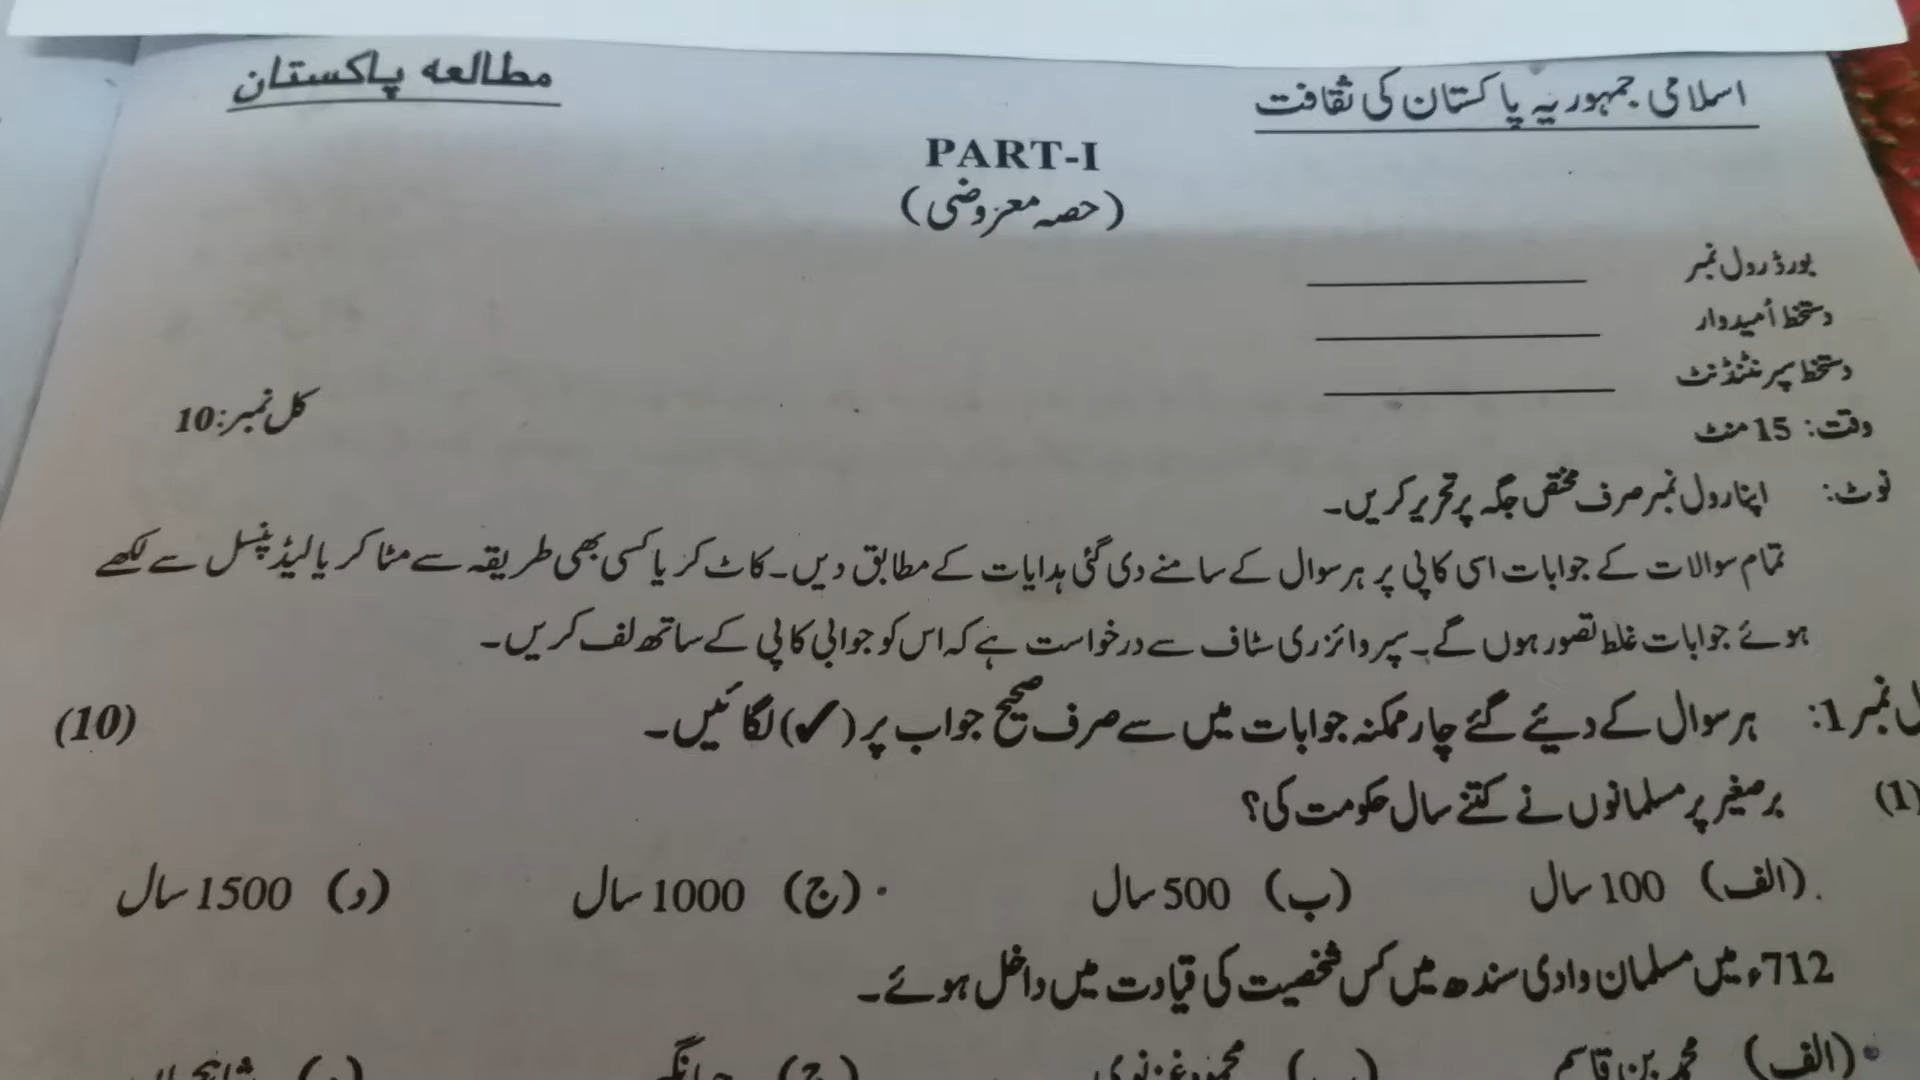 اسلامی جمہوریہ پاکستان کی ثقافت
مطالعہ پاکستان
PART-I
(حصہ معروضی)
بورڈ رول نمبر
دستخط اُمیدوار
دستخط سپرنٹنڈنٹ
وقت: 15 منٹ
کل نمبر: 10
نوٹ: اپنا رول نمبر صرف مختص جگہ پر تحریر کریں۔
تمام سوالات کے جوابات اسی کاپی پر ہر سوال کے سامنے دی گئی ہدایات کے مطابق دیں۔ کاٹ کر یا کسی بھی طریقہ سے مٹا کر یا لیڈ پنسل سے لکھے
ہوئے جوابات غلط تصور ہوں گے۔ سپروائزری سٹاف سے درخواست ہے کہ اس کو جوابی کاپی کے ساتھ لف کریں۔
نمبر 1: ہر سوال کے دیئے گئے چار ممکنہ جوابات میں سے صرف صحیح جواب پر (✓) لگائیں۔ (10)
(1) برصغیر پر مسلمانوں نے کتنے سال حکومت کی؟
(الف) 100 سال (ب) 500 سال (ج) 1000 سال (د) 1500 سال
712ء میں مسلمان وادی سندھ میں کس شخصیت کی قیادت میں داخل ہوئے۔
(الف) محمد بن قاسم (ب) محمود غزنوی (ج) جہانگیر (د) شاہجہاں